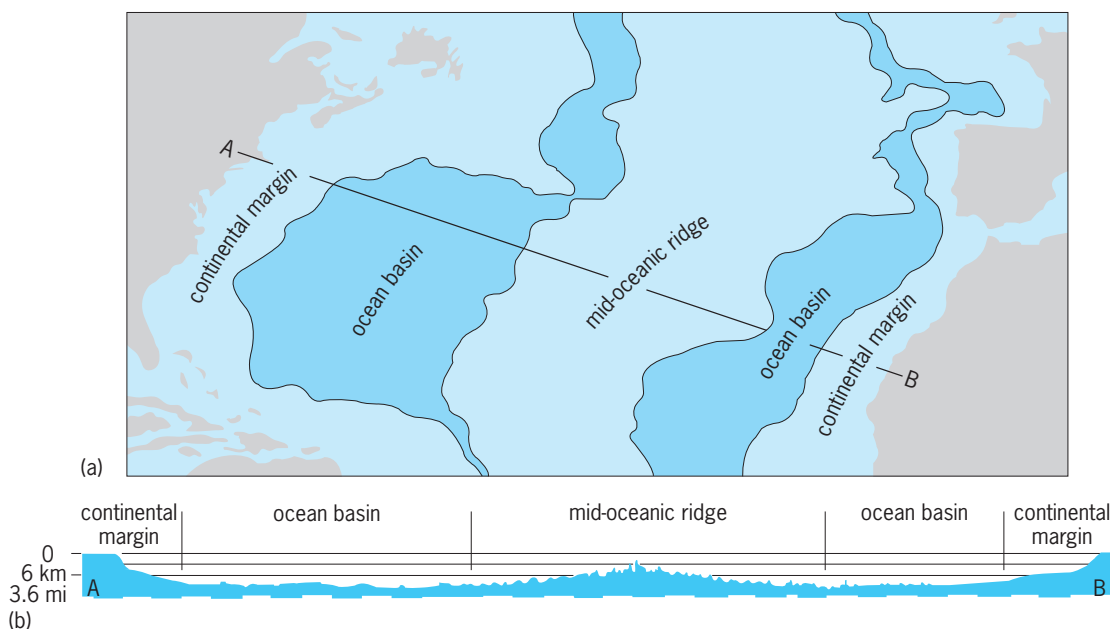 A
continental margin
ocean basin
mid-oceanic ridge
ocean basin
continental margin
B
(a)
continental margin
ocean basin
mid-oceanic ridge
ocean basin
continental margin
0
6 km
3.6 mi
A
B
(b)